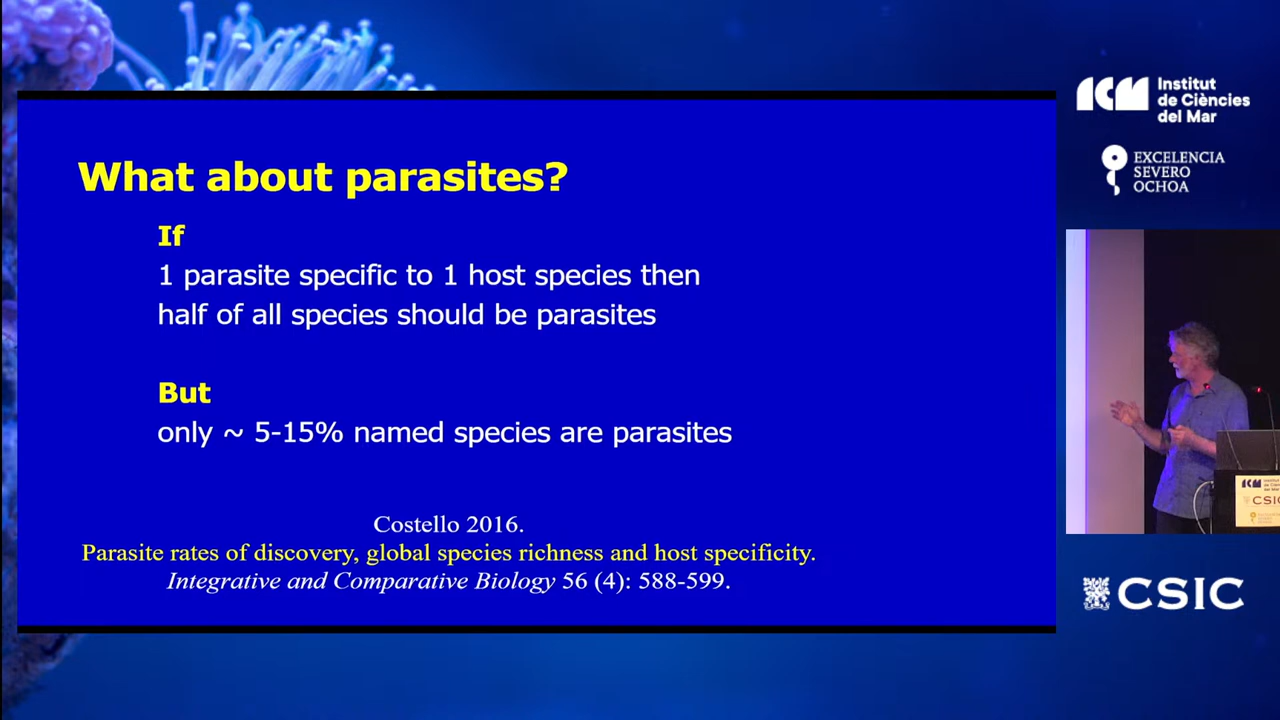 What about parasites?
If
1 parasite specific to 1 host species then
half of all species should be parasites
But
only ~ 5-15% named species are parasites
Costello 2016.
Parasite rates of discovery, global species richness and host specificity.
Integrative and Comparative Biology 56 (4): 588-599.
ICM
Institut
de Ciències
del Mar
EXCELENCIA
SEVERO
OCHOA
ICM
CSIC
CSIC